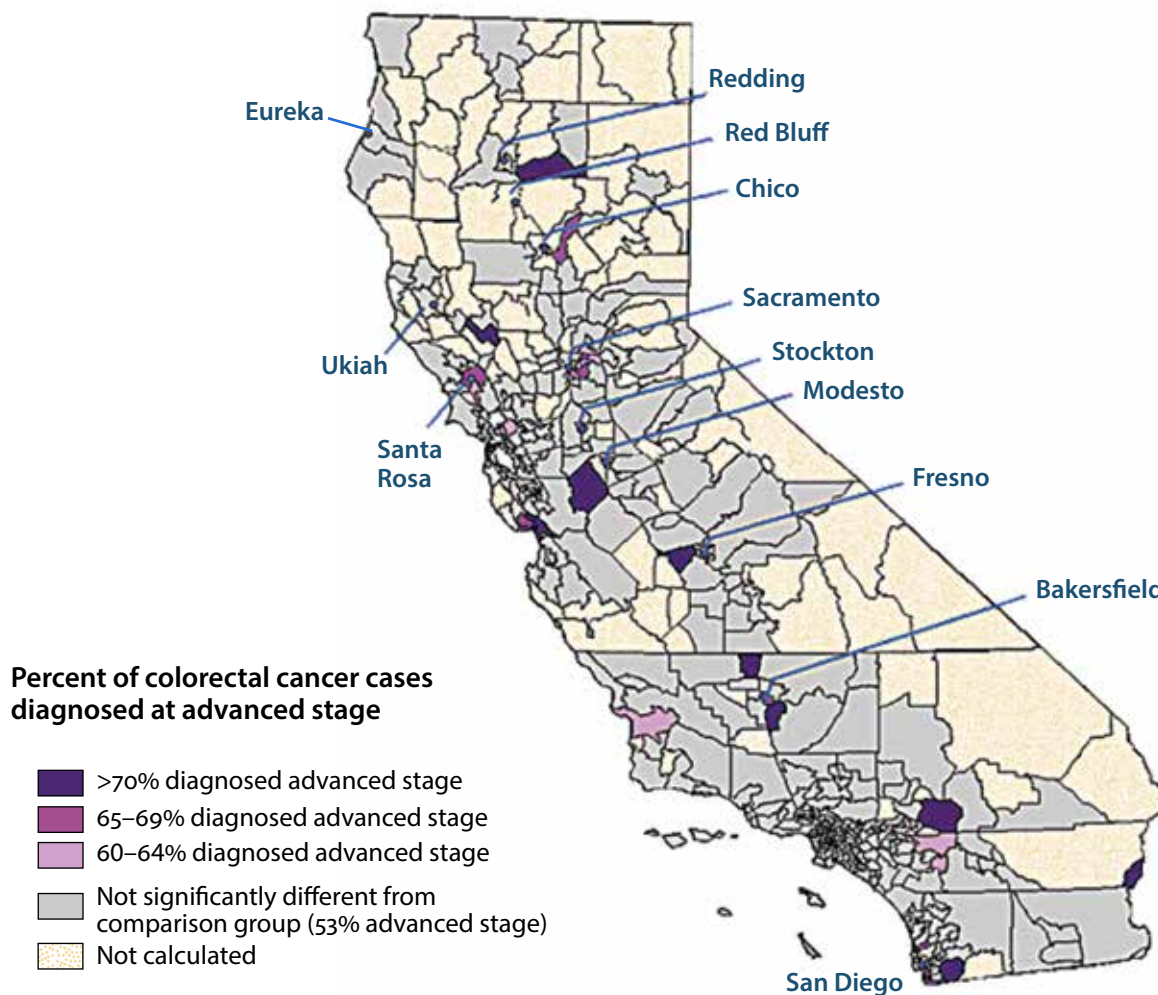 Redding
Eureka
Red Bluff
Chico
Sacramento
Stockton
Ukiah
Modesto
Santa
Rosa
Fresno
Bakersfield
Percent of colorectal cancer cases
diagnosed at advanced stage
>70% diagnosed advanced stage
65–69% diagnosed advanced stage
60–64% diagnosed advanced stage
Not significantly different from
comparison group (53% advanced stage)
Not calculated
San Diego